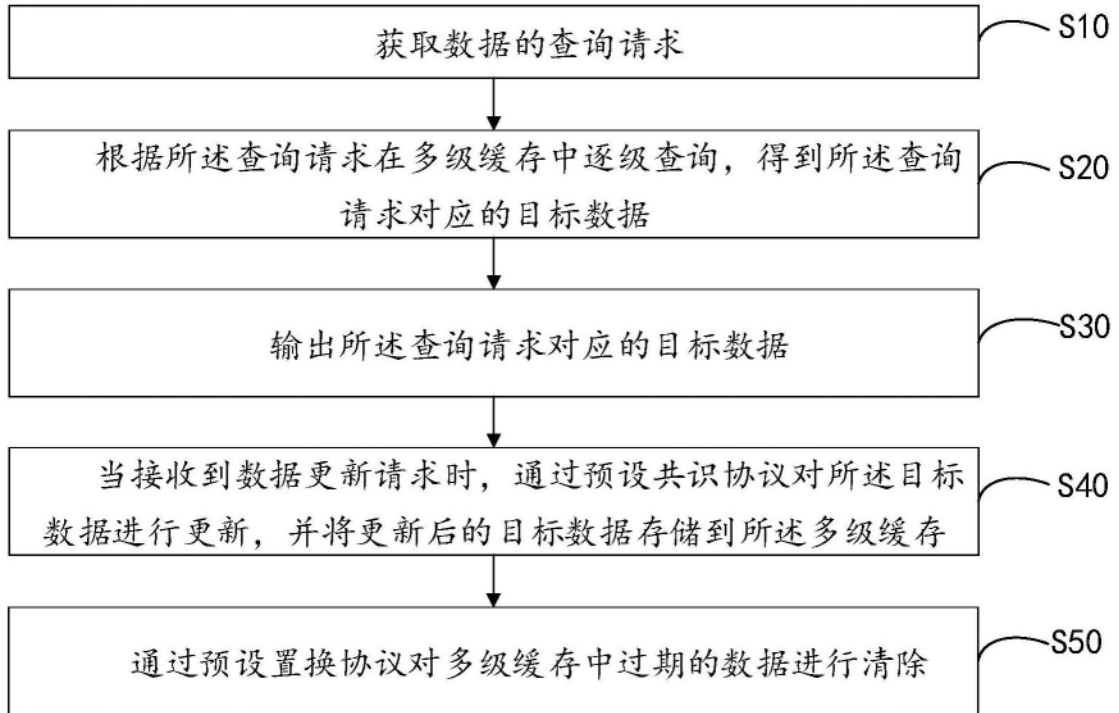 获取数据的查询请求
S10
根据所述查询请求在多级缓存中逐级查询，得到所述查询
请求对应的目标数据
S20
输出所述查询请求对应的目标数据
S30
当接收到数据更新请求时，通过预设共识协议对所述目标
数据进行更新，并将更新后的目标数据存储到所述多级缓存
S40
通过预设置换协议对多级缓存中过期的数据进行清除
S50